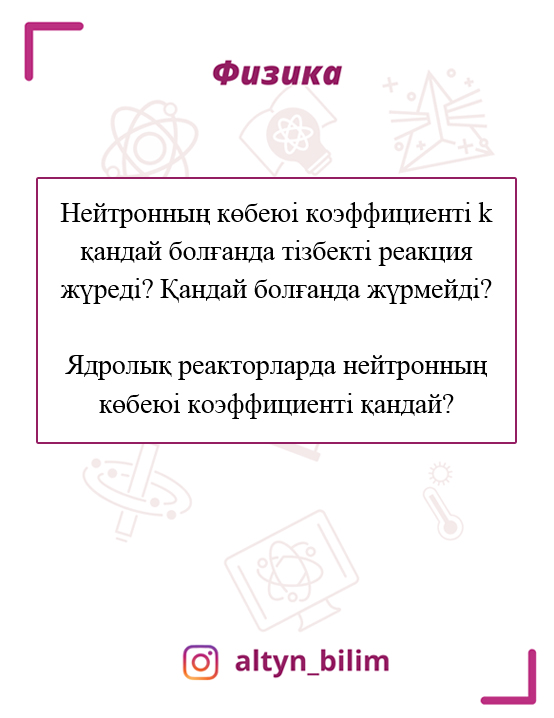 Физика
Нейтронның көбеюі коэффициенті k
қандай болғанда тізбекті реакция
жүреді? Қандай болғанда жүрмейді?
Ядролық реакторларда нейтронның
көбеюі коэффициенті қандай?
altyn_bilim